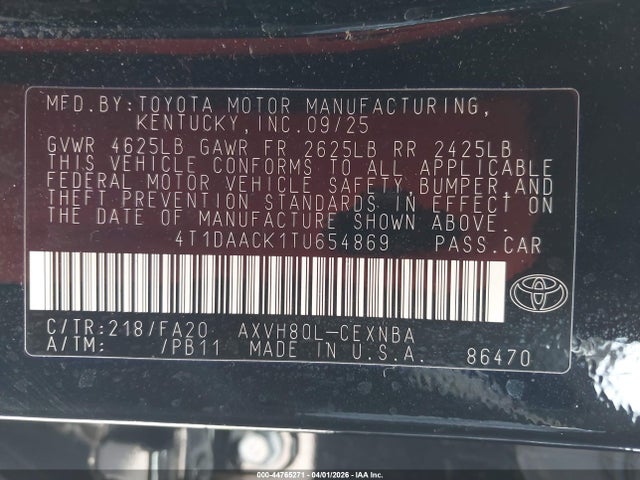 MFD.BY:TOYOTA MOTOR MANUFACTURING,
KENTUCKY,INC.09/25
GVWR 4625LB GAWR FR 2625LB RR 2425LB
THIS VEHICLE CONFORMS TO ALL APPLICABLE
FEDERAL MOTOR VEHICLE SAFETY, BUMPER,AND
THEFT PREVENTION STANDARDS IN EFFECT ON
THE DATE OF MANUFACTURE SHOWN ABOVE.
4T1DAACK1TU654869 PASS.CAR
C/TR:218/FA20 AXVH80L-CEXNBA
A/TM: /PB11 MADE IN U.S.A. 86470
000-44765271 - 04/01/2026 - IAA Inc.